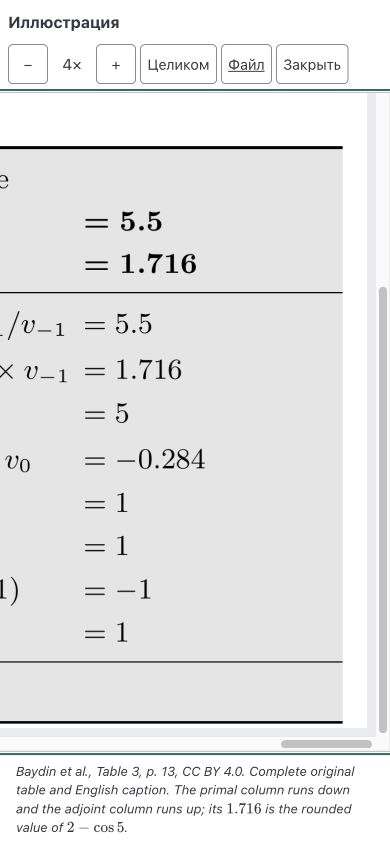 Иллюстрация
− 4× + Целиком Файл Закрыть
e
= 5.5
= 1.716
/v₋₁ = 5.5
× v₋₁ = 1.716
= 5
v₀ = −0.284
= 1
= 1
1) = −1
= 1
Baydin et al., Table 3, p. 13, CC BY 4.0. Complete original
table and English caption. The primal column runs down
and the adjoint column runs up; its 1.716 is the rounded
value of 2 − cos 5.